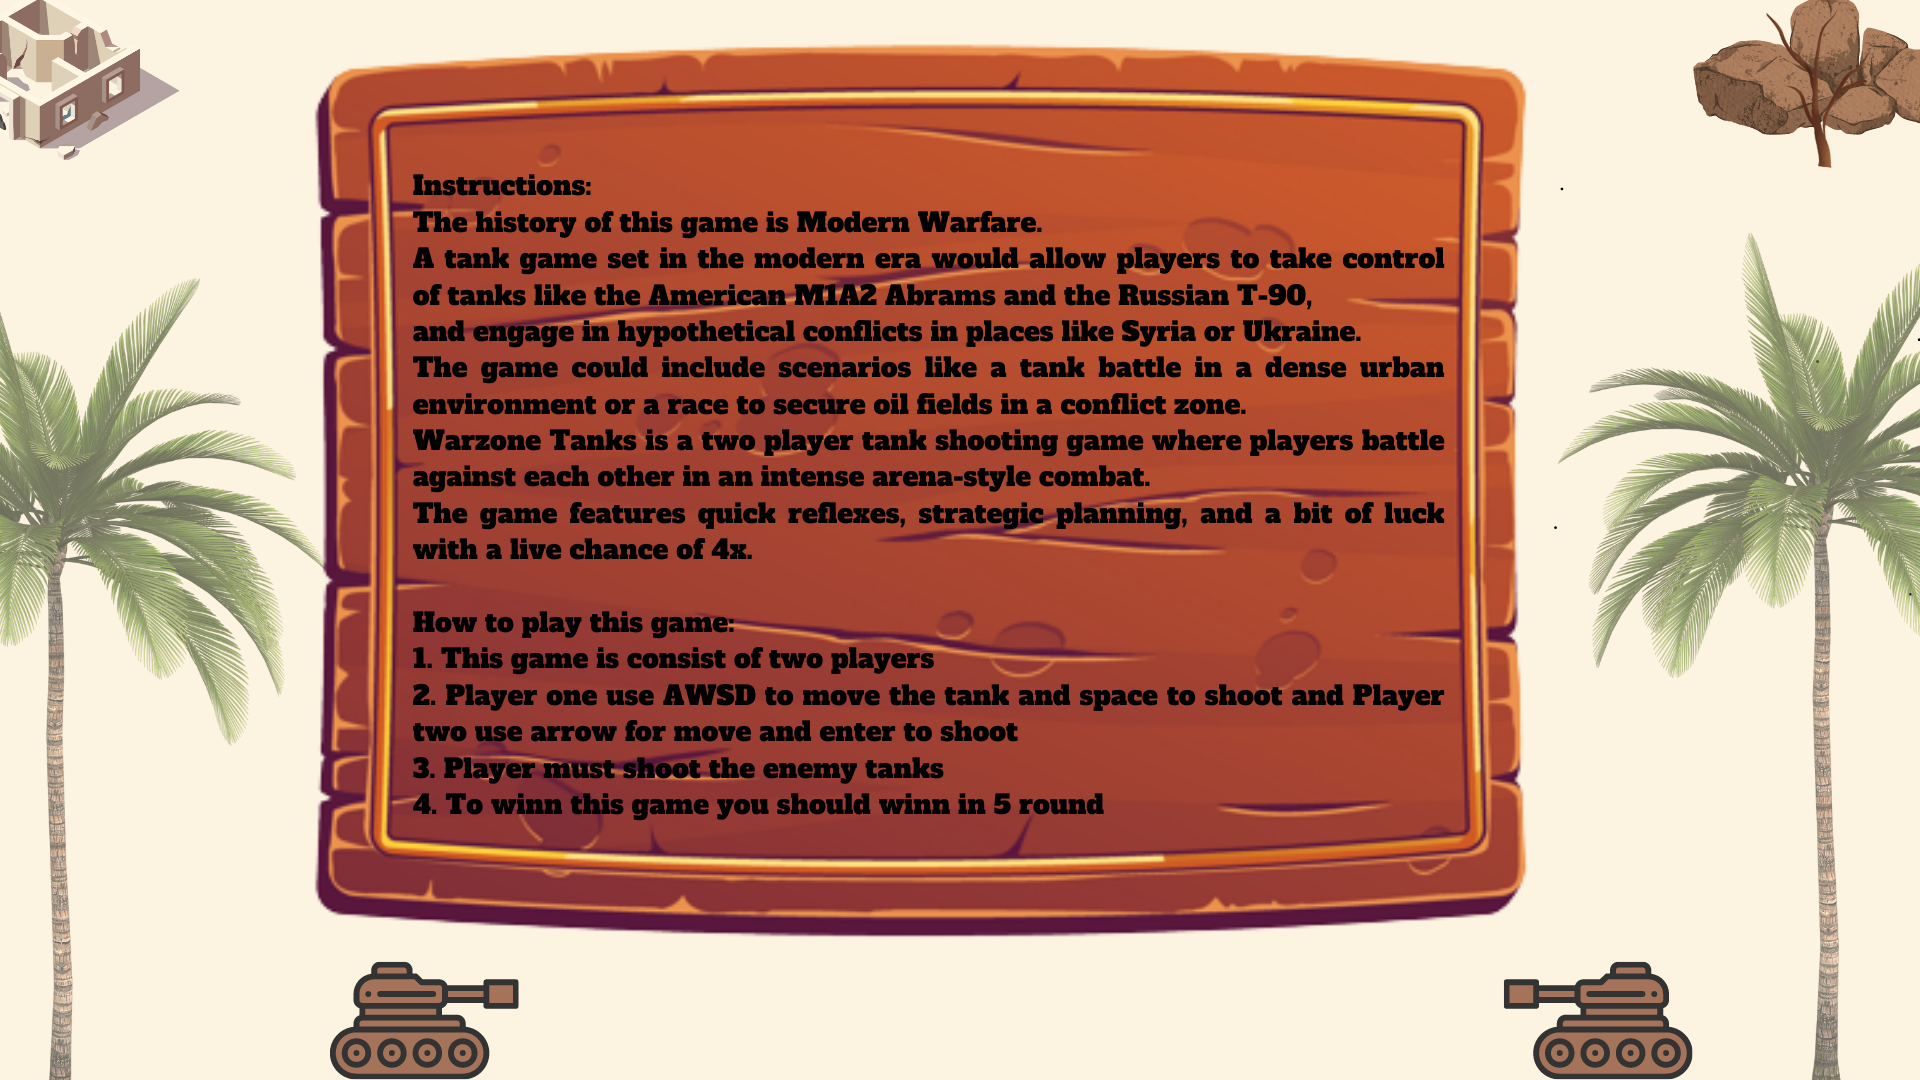 Instructions:
The history of this game is Modern Warfare.
A tank game set in the modern era would allow players to take control
of tanks like the American M1A2 Abrams and the Russian T-90,
and engage in hypothetical conflicts in places like Syria or Ukraine.
The game could include scenarios like a tank battle in a dense urban
environment or a race to secure oil fields in a conflict zone.
Warzone Tanks is a two player tank shooting game where players battle
against each other in an intense arena-style combat.
The game features quick reflexes, strategic planning, and a bit of luck
with a live chance of 4x.
How to play this game:
1. This game is consist of two players
2. Player one use AWSD to move the tank and space to shoot and Player
two use arrow for move and enter to shoot
3. Player must shoot the enemy tanks
4. To winn this game you should winn in 5 round